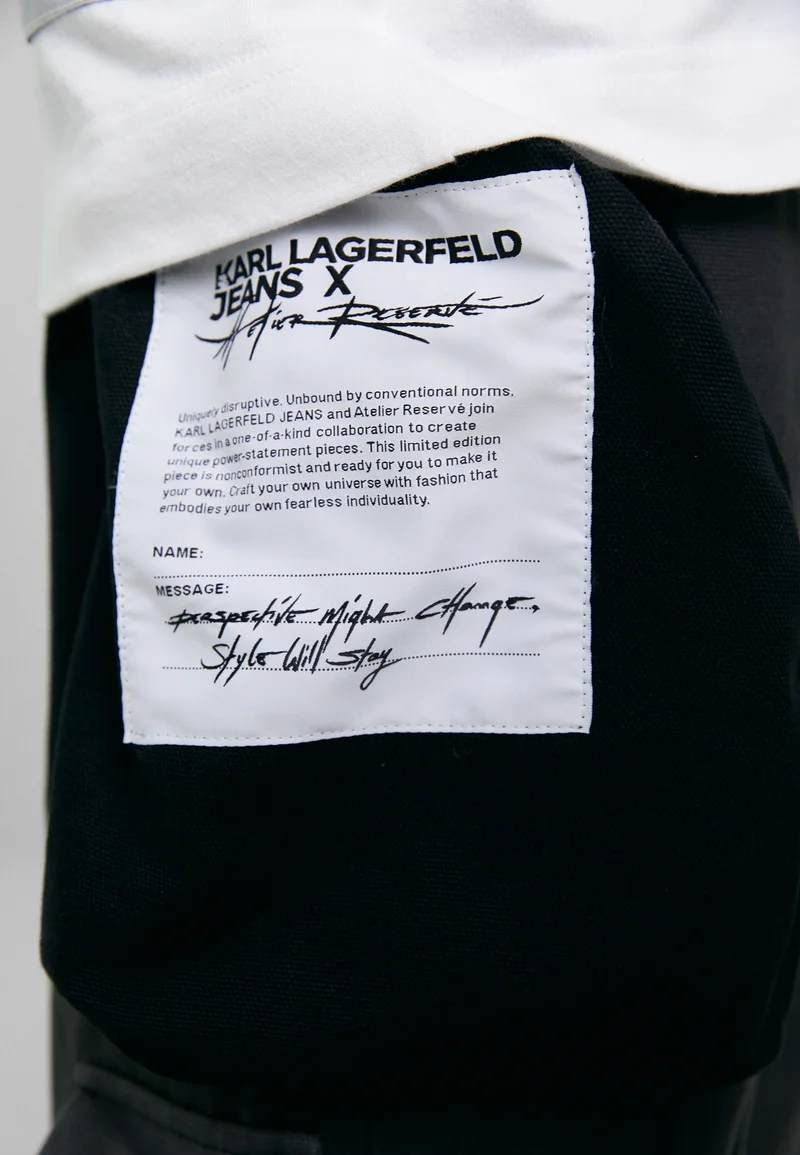 KARL LAGERFELD
JEANS X
Atelier Reservé
Uniquely disruptive. Unbound by conventional norms.
KARL LAGERFELD JEANS and Atelier Reservé join
forces in a one-of-a-kind collaboration to create
unique power-statement pieces. This limited edition
piece is nonconformist and ready for you to make it
your own. Craft your own universe with fashion that
embodies your own fearless individuality.
NAME:
MESSAGE:
Perspective Might Change,
Style Will Stay